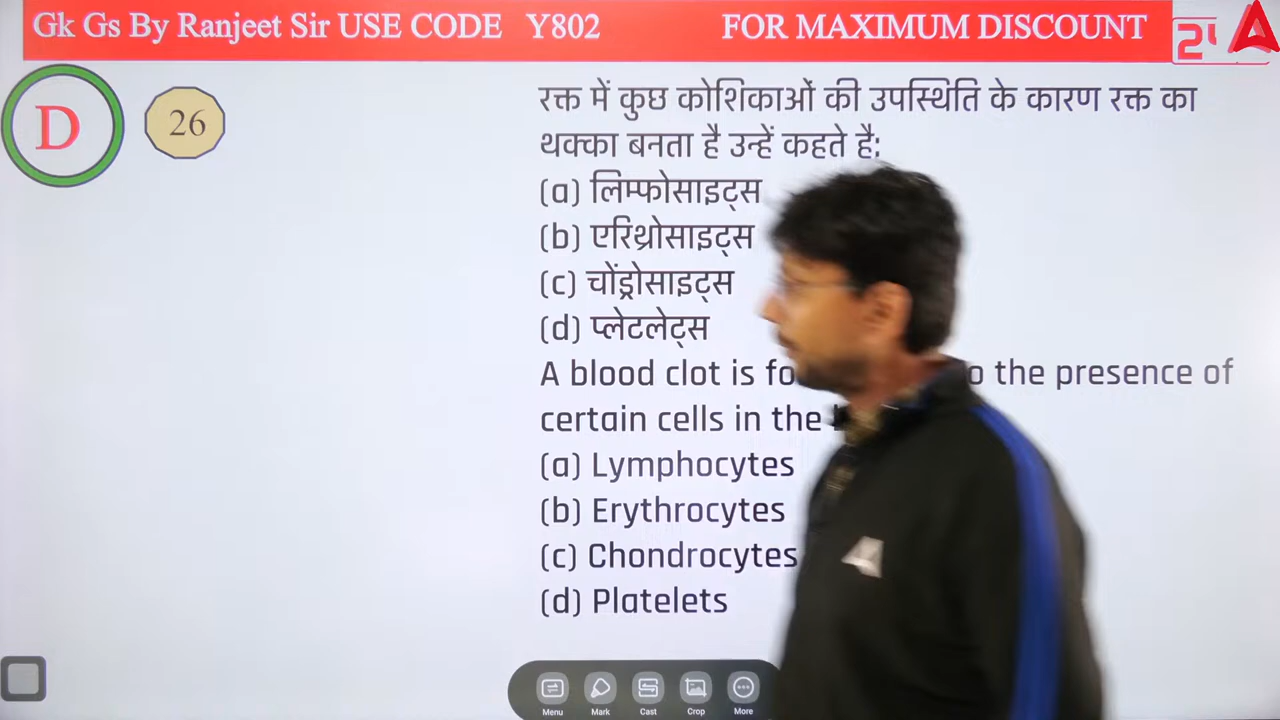 Gk Gs By Ranjeet Sir USE CODE Y802 FOR MAXIMUM DISCOUNT
D
26
रक्त में कुछ कोशिकाओं की उपस्थिति के कारण रक्त का
थक्का बनता है उन्हें कहते है:
(a) लिम्फोसाइट्स
(b) एरिथ्रोसाइट्स
(c) चोंड्रोसाइट्स
(d) प्लेटलेट्स
A blood clot is the presence of
certain cells in the
(a) Lymphocytes
(b) Erythrocytes
(c) Chondrocytes
(d) Platelets
Menu Mark Cast Crop More